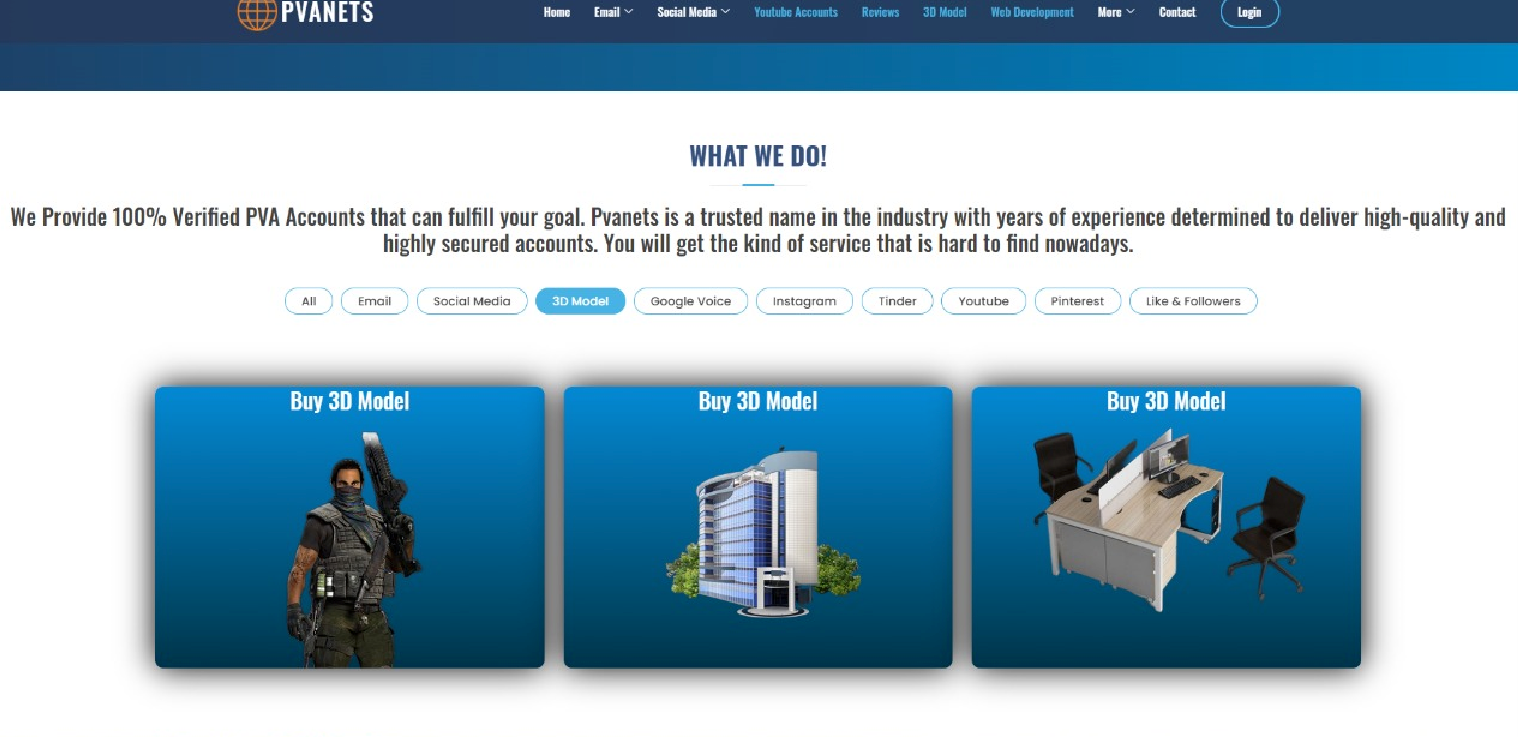 PVANETS
Home Email Social Media Youtube Accounts Reviews 3D Model Web Development More Contact Login
WHAT WE DO!
We Provide 100% Verified PVA Accounts that can fulfill your goal. Pvanets is a trusted name in the industry with years of experience determined to deliver high-quality and
highly secured accounts. You will get the kind of service that is hard to find nowadays.
All Email Social Media 3D Model Google Voice Instagram Tinder Youtube Pinterest Like & Followers
Buy 3D Model Buy 3D Model Buy 3D Model